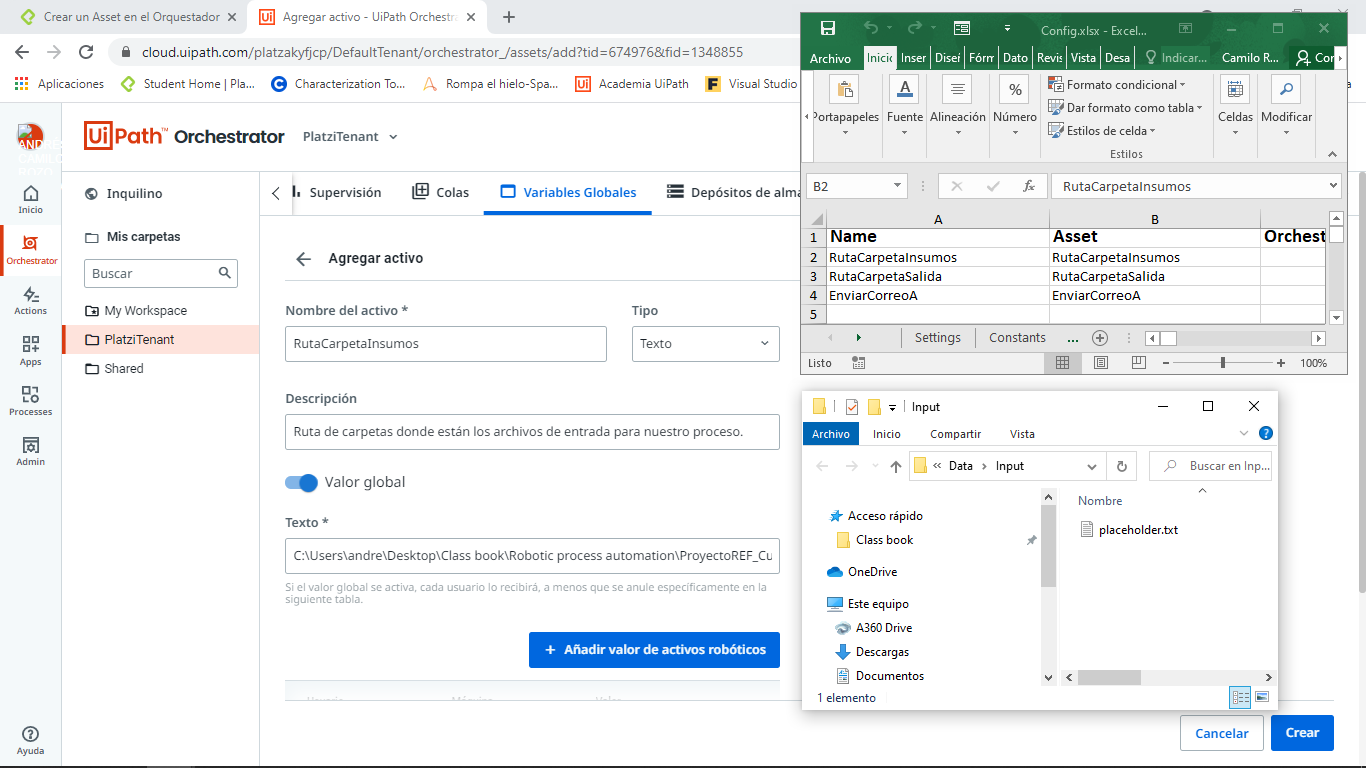 Crear un Asset en el Orquestador
Agregar activo - UiPath Orchestr
cloud.uipath.com/platzakyfjcp/DefaultTenant/orchestrator_/assets/add?tid=674976&fid=1348855
Aplicaciones
Student Home | Pla...
Characterization To...
Rompa el hielo-Spa...
Academia UiPath
Visual Studio
UiPath™ Orchestrator
PlatziTenant
Inicio
Orchestrator
Actions
Apps
Processes
Admin
Ayuda
Inquilino
Mis carpetas
Buscar
My Workspace
PlatziTenant
Shared
Supervisión
Colas
Variables Globales
Depósitos de alma
Agregar activo
Nombre del activo *
Tipo
RutaCarpetaInsumos
Texto
Descripción
Ruta de carpetas donde están los archivos de entrada para nuestro proceso.
Valor global
Texto *
C:\Users\andre\Desktop\Class book\Robotic process automation\ProyectoREF_Cu
Si el valor global se activa, cada usuario lo recibirá, a menos que se anule específicamente en la
siguiente tabla.
+ Añadir valor de activos robóticos
Cancelar
Crear
Config.xlsx - Excel...
Archivo
Inicio
Inser
Diseí
Fórm
Dato
Revis
Vista
Desa
Indicar...
Camilo R...
Con
Portapapeles
Fuente
Alineación
Número
Formato condicional
Dar formato como tabla
Estilos de celda
Estilos
Celdas
Modificar
B2
fx
RutaCarpetaInsumos
A B
1 Name Asset Orchest
2 RutaCarpetaInsumos RutaCarpetaInsumos
3 RutaCarpetaSalida RutaCarpetaSalida
4 EnviarCorreoA EnviarCorreoA
5
Settings
Constants
...
Listo
100%
Input
Archivo
Inicio
Compartir
Vista
Data
Input
Buscar en Inp...
Acceso rápido
Class book
OneDrive
Este equipo
A360 Drive
Descargas
Documentos
Nombre
placeholder.txt
1 elemento